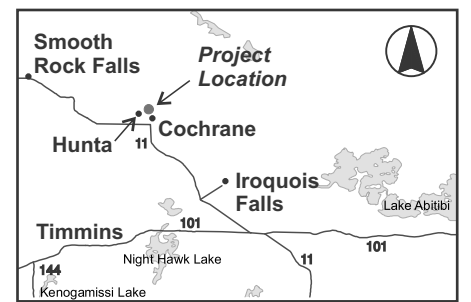 Smooth
Rock Falls
Project
Location
Hunta
Cochrane
11
Iroquois
Falls
Lake Abitibi
Timmins
101
101
Night Hawk Lake
11
144
Kenogamissi Lake